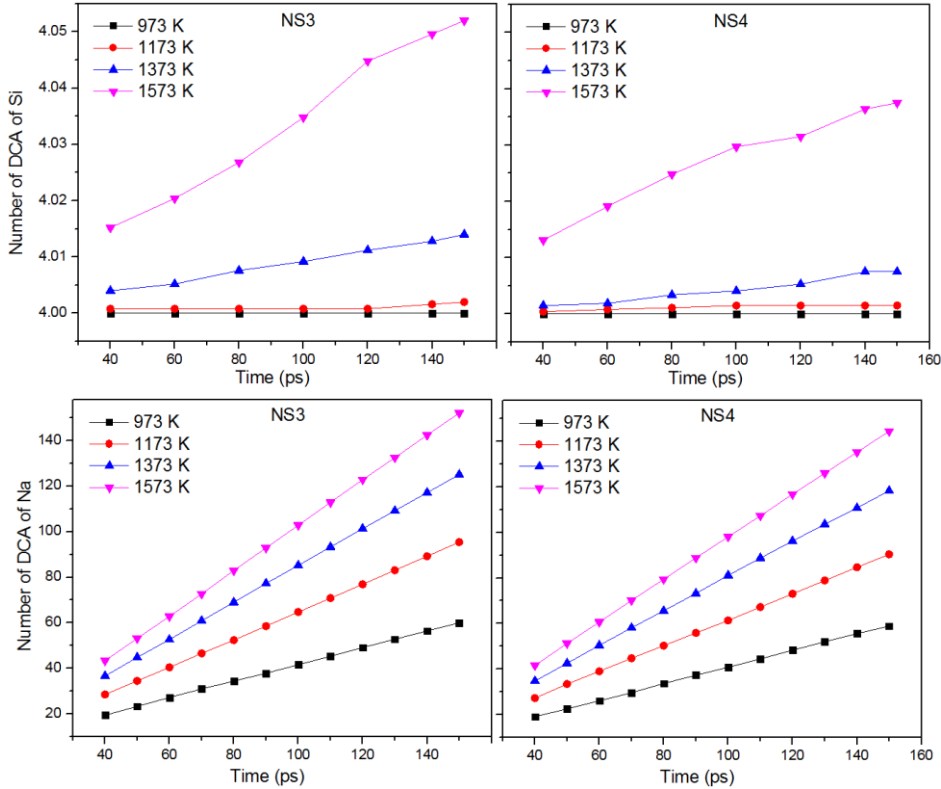 NS3
973 K
1173 K
1373 K
1573 K
4.05
4.04
4.03
4.02
4.01
4.00
Number of DCA of Si
40 60 80 100 120 140
Time (ps)
NS4
973 K
1173 K
1373 K
1573 K
40 60 80 100 120 140 160
Time (ps)
NS3
973 K
1173 K
1373 K
1573 K
140
120
100
80
60
40
20
Number of DCA of Na
40 60 80 100 120 140
Time (ps)
NS4
973 K
1173 K
1373 K
1573 K
40 60 80 100 120 140 160
Time (ps)